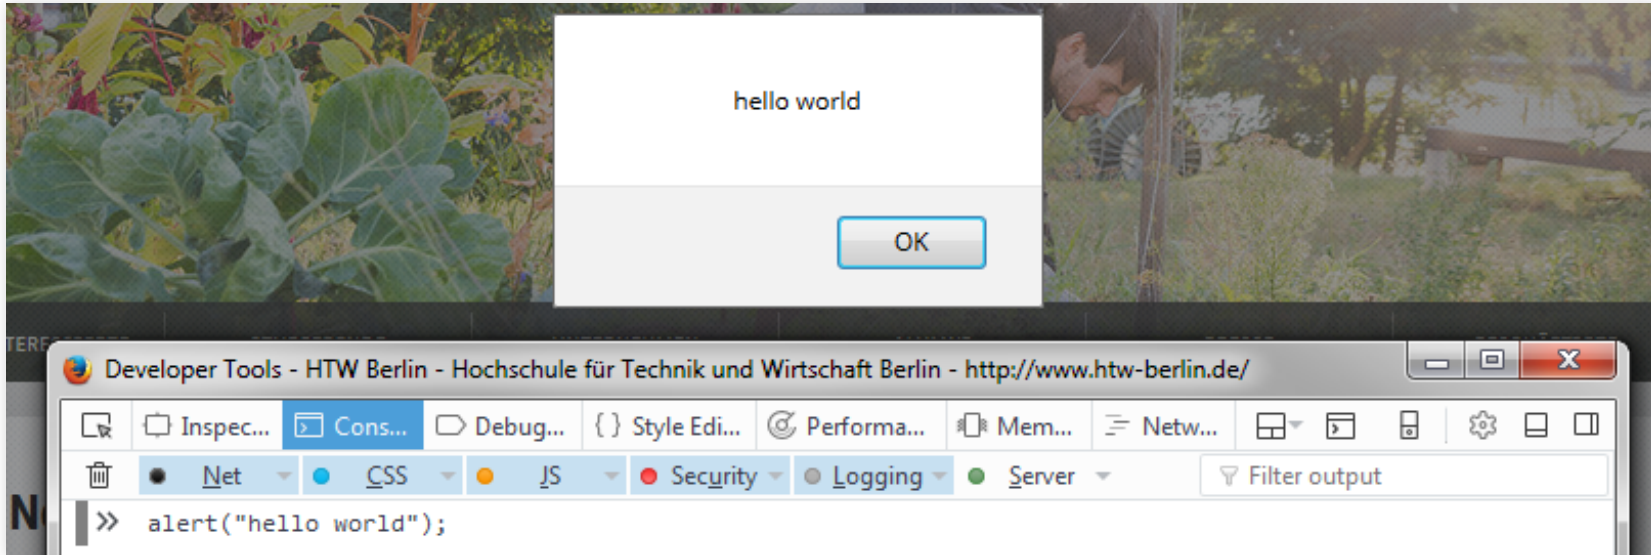 hello world
OK
Developer Tools - HTW Berlin - Hochschule für Technik und Wirtschaft Berlin - http://www.htw-berlin.de/
Inspec... Cons... Debug... { } Style Edi... Performa... Mem... Netw...
Net CSS JS Security Logging Server Filter output
» alert("hello world");